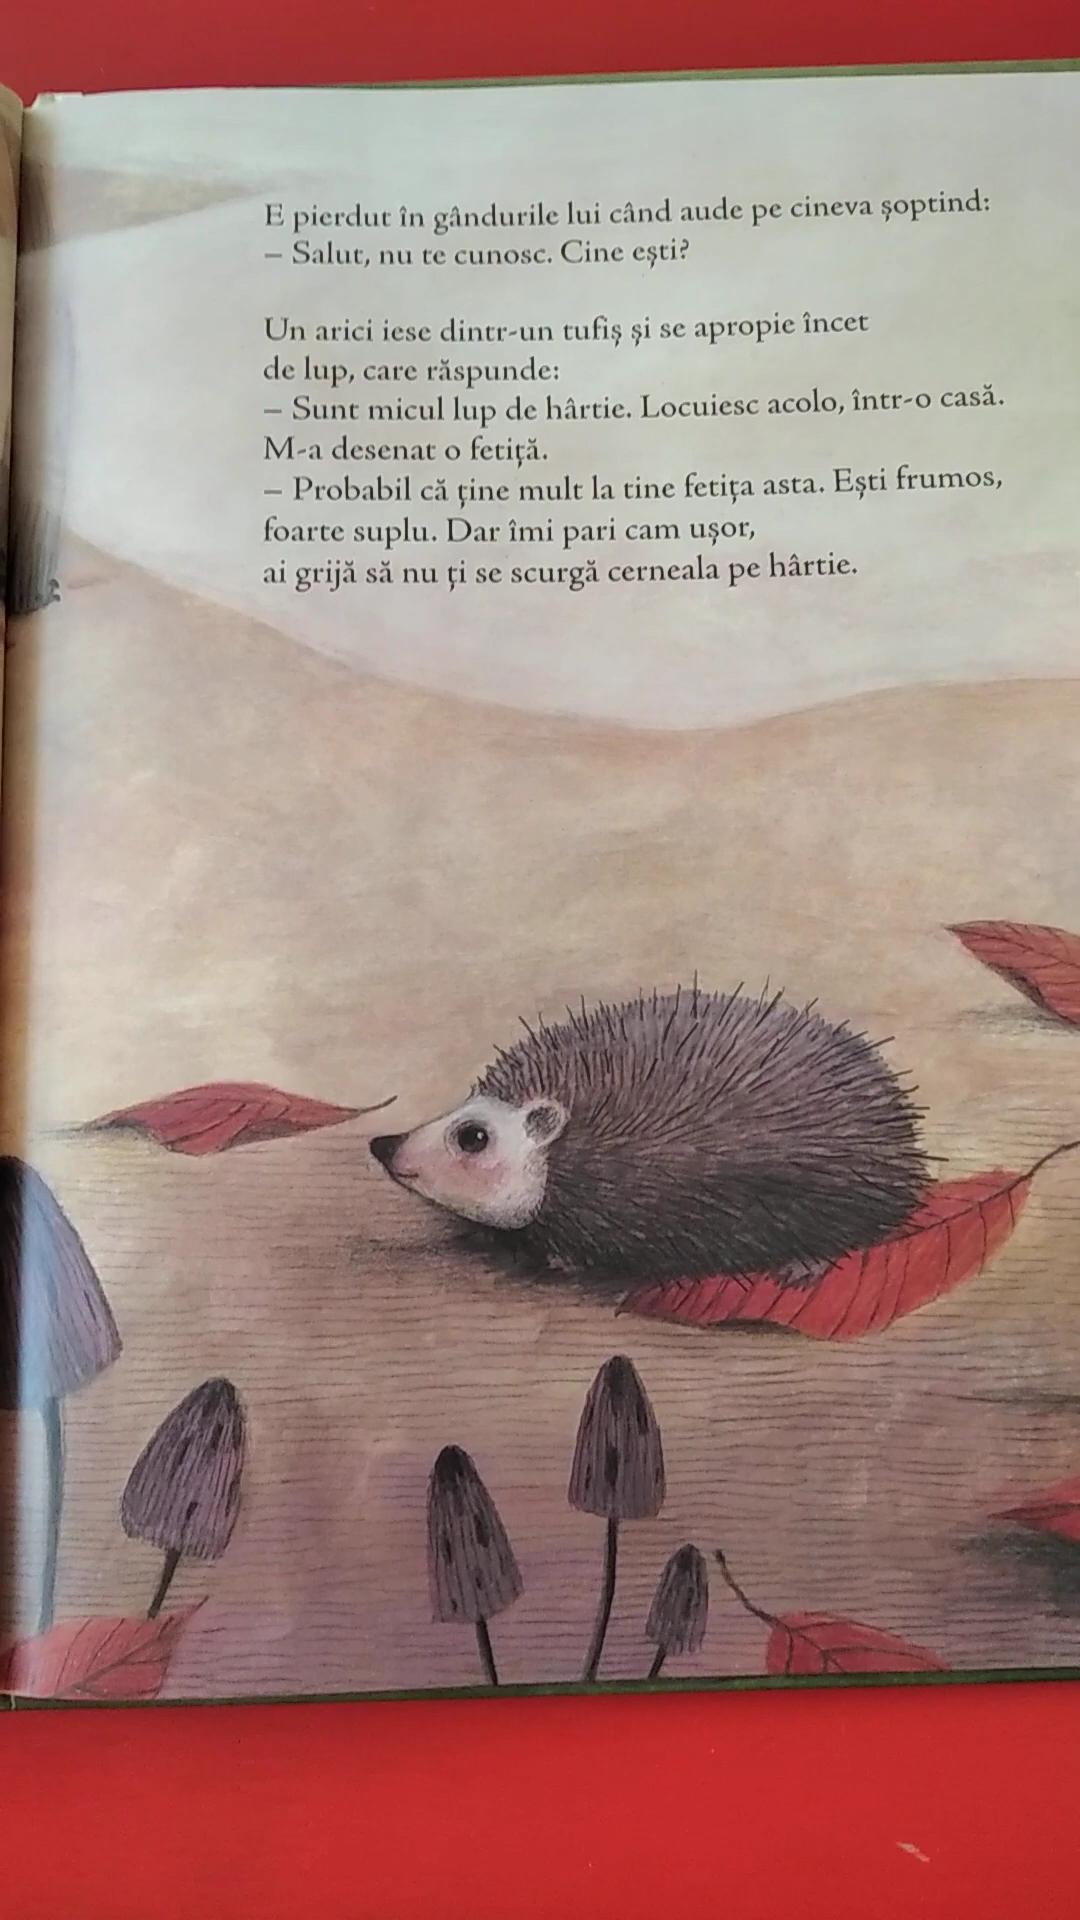 E pierdut în gândurile lui când aude pe cineva șoptind:
– Salut, nu te cunosc. Cine ești?
Un arici iese dintr-un tufiș și se apropie încet
de lup, care răspunde:
– Sunt micul lup de hârtie. Locuiesc acolo, într-o casă.
M-a desenat o fetiță.
– Probabil că ține mult la tine fetița asta. Ești frumos,
foarte suplu. Dar îmi pari cam ușor,
ai grijă să nu ți se scurgă cerneala pe hârtie.